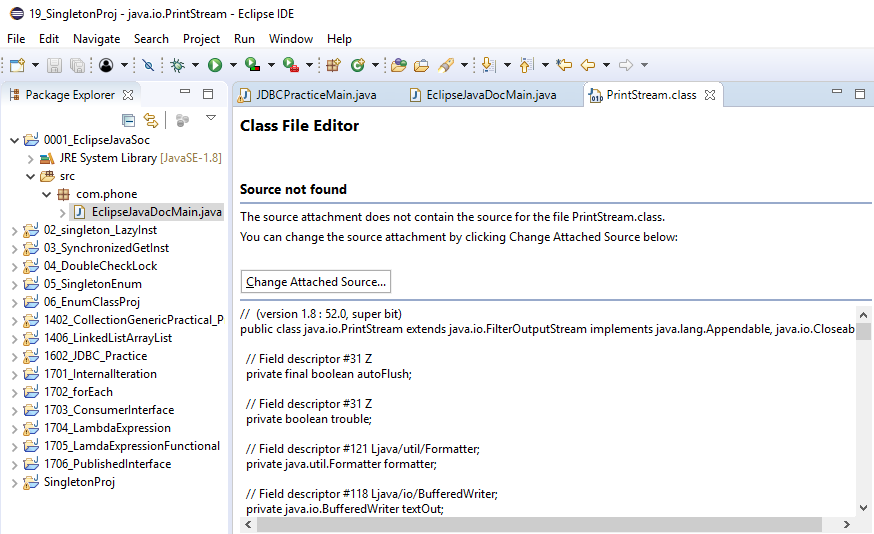 19_SingletonProj - java.io.PrintStream - Eclipse IDE
File Edit Navigate Search Project Run Window Help
Package Explorer
0001_EclipseJavaSoc
JRE System Library [JavaSE-1.8]
src
com.phone
EclipseJavaDocMain.java
02_singleton_LazyInst
03_SynchronizedGetInst
04_DoubleCheckLock
05_SingletonEnum
06_EnumClassProj
1402_CollectionGenericPractical_P
1406_LinkedListArrayList
1602_JDBC_Practice
1701_InternalIteration
1702_forEach
1703_ConsumerInterface
1704_LambdaExpression
1705_LamdaExpressionFunctional
1706_PublishedInterface
SingletonProj
JDBCPracticeMain.java EclipseJavaDocMain.java PrintStream.class
Class File Editor
Source not found
The source attachment does not contain the source for the file PrintStream.class.
You can change the source attachment by clicking Change Attached Source below:
Change Attached Source...
// (version 1.8 : 52.0, super bit)
public class java.io.PrintStream extends java.io.FilterOutputStream implements java.lang.Appendable, java.io.Closeab
// Field descriptor #31 Z
private final boolean autoFlush;
// Field descriptor #31 Z
private boolean trouble;
// Field descriptor #121 Ljava/util/Formatter;
private java.util.Formatter formatter;
// Field descriptor #118 Ljava/io/BufferedWriter;
private java.io.BufferedWriter textOut;